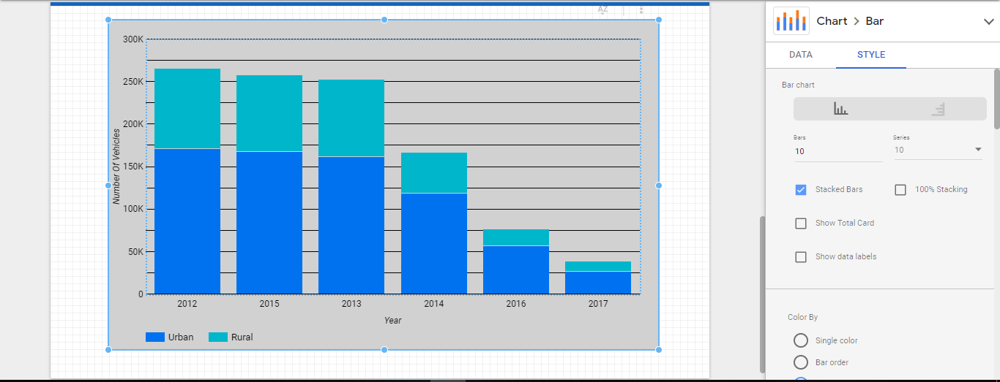 AZ
300K
250K
200K
150K
100K
50K
0
Number Of Vehicles
2012 2015 2013 2014 2016 2017
Year
Urban Rural
Chart > Bar
DATA STYLE
Bar chart
Bars Series
10 10
Stacked Bars 100% Stacking
Show Total Card
Show data labels
Color By
Single color
Bar order